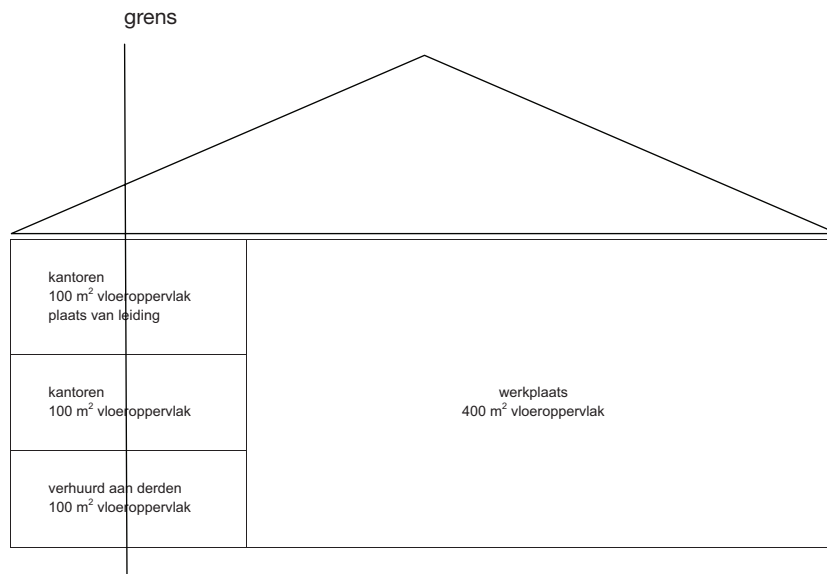 grens
kantoren
100 m² vloeroppervlak
plaats van leiding
kantoren
100 m² vloeroppervlak
werkplaats
400 m² vloeroppervlak
verhuurd aan derden
100 m² vloeroppervlak